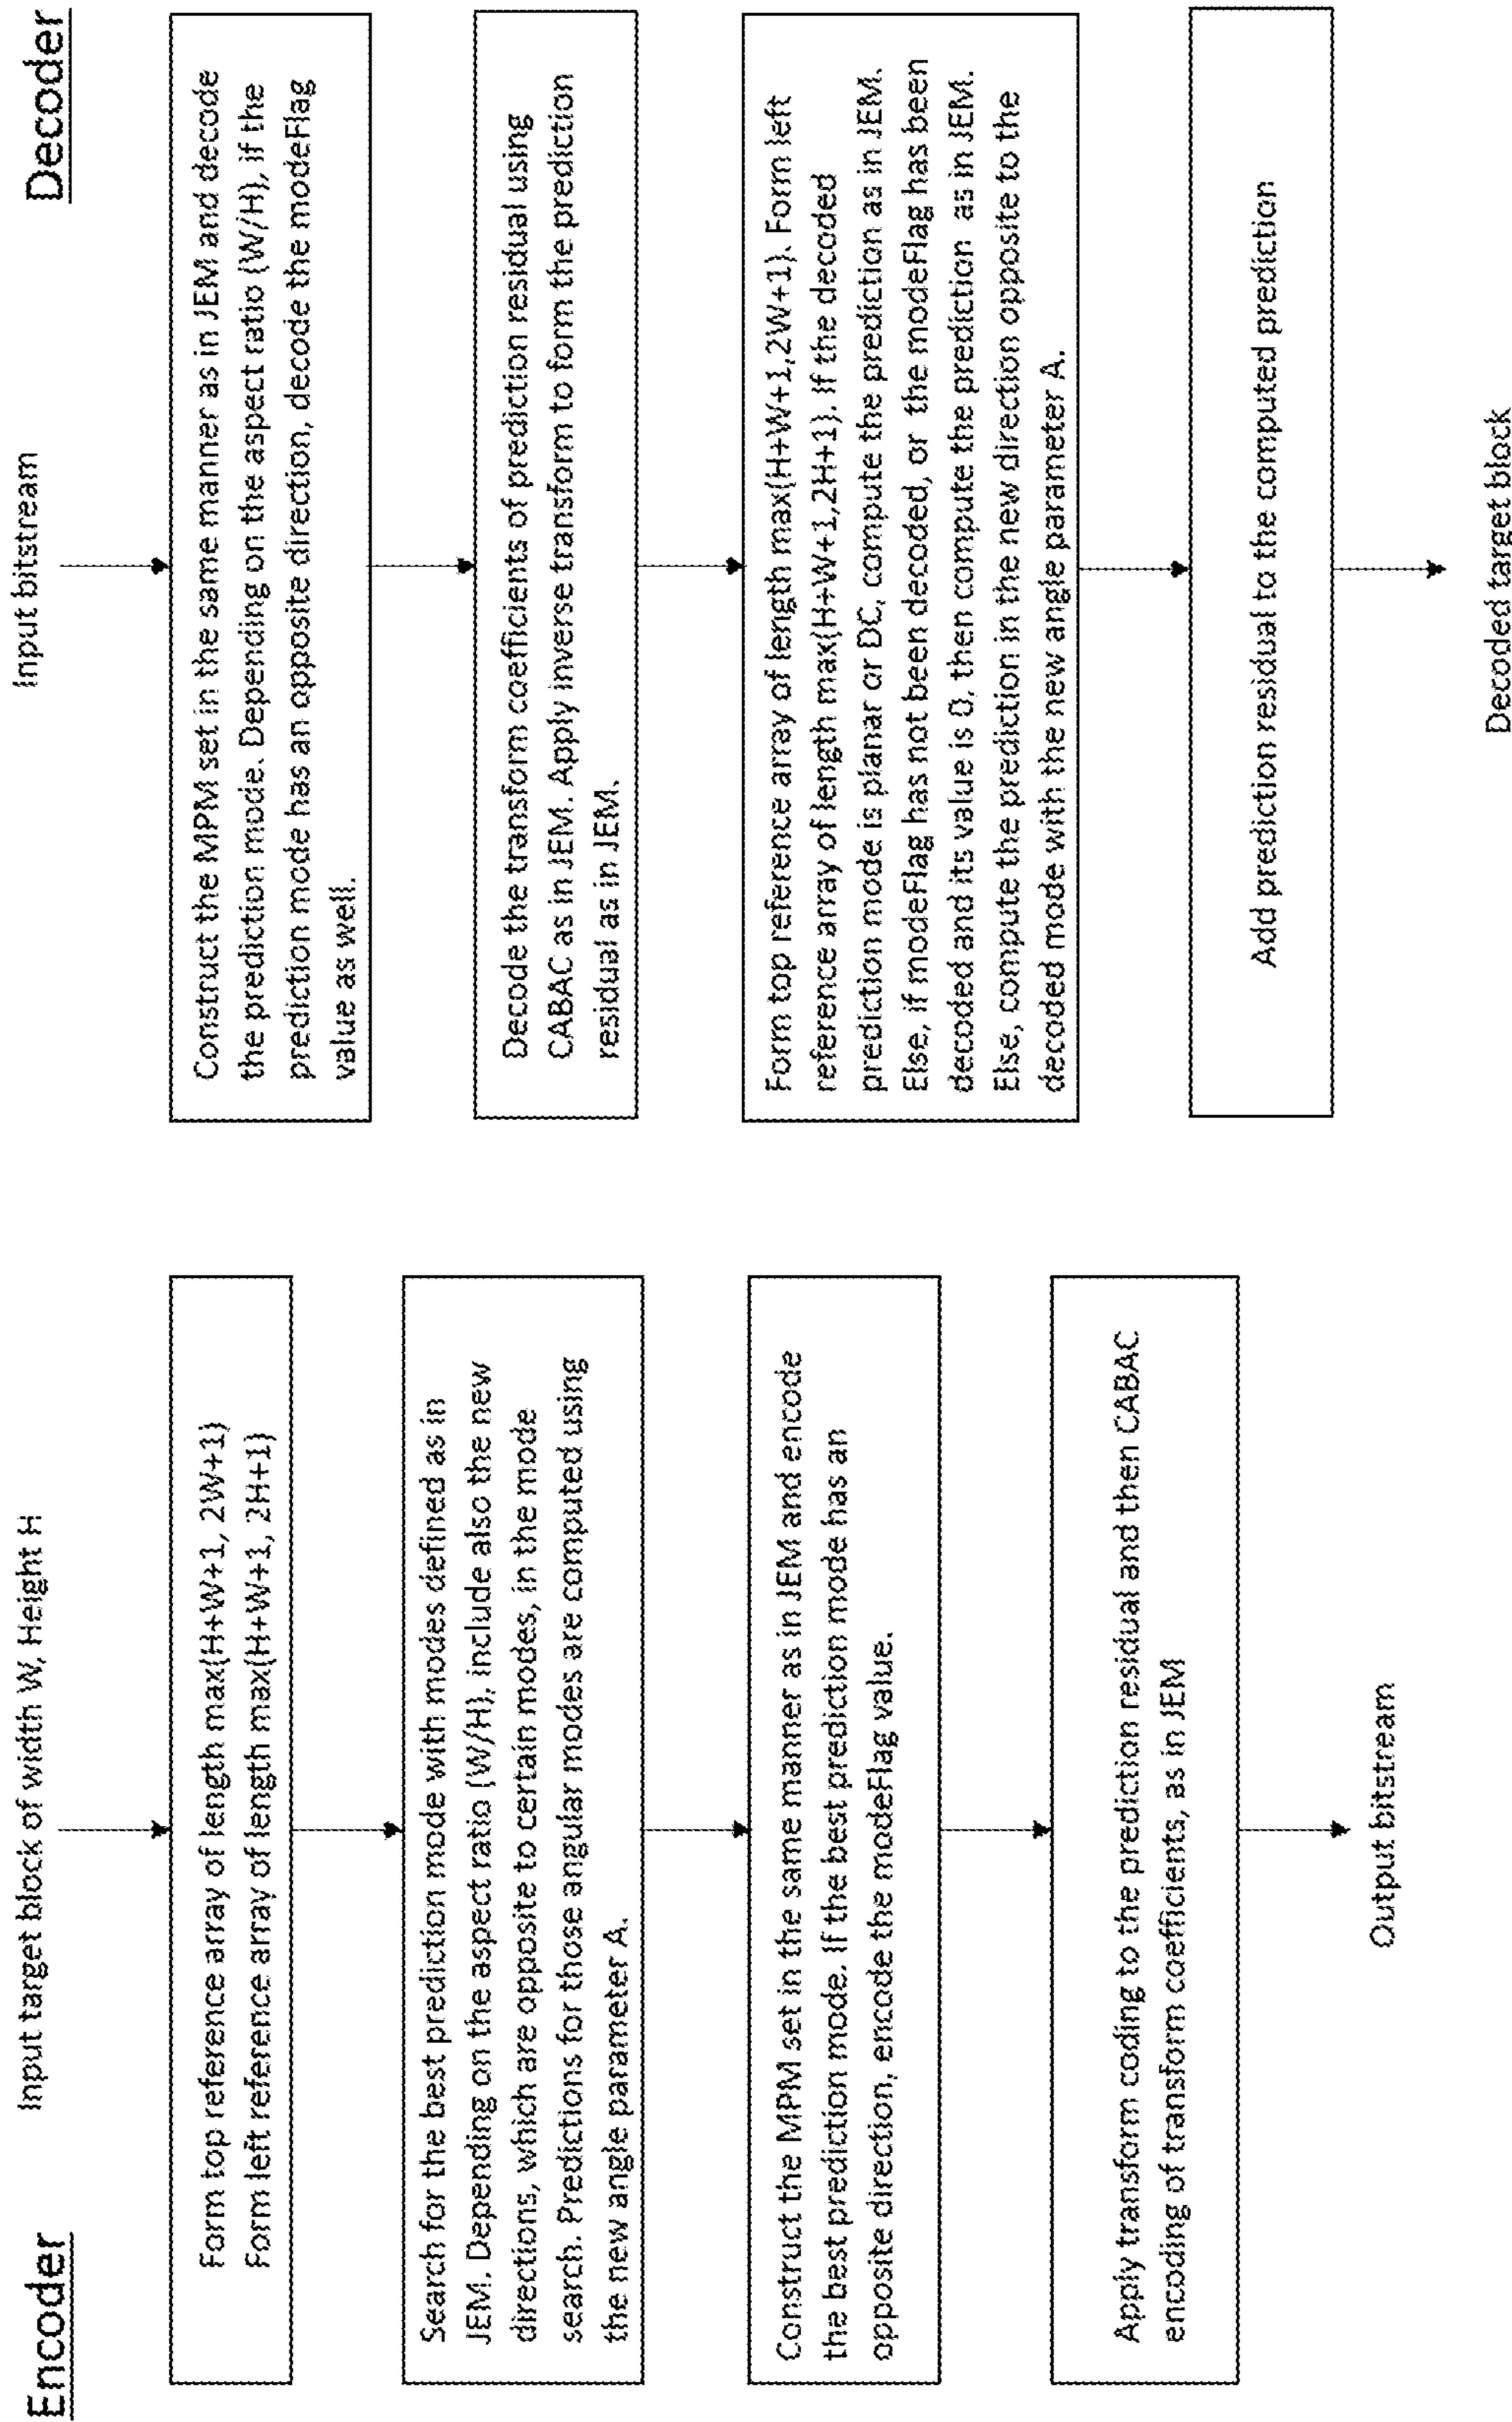 Encoder
Input target block of width W, Height H
Form top reference array of length max(H+W+1, 2W+1)
Form left reference array of length max(H+W+1, 2H+1)
Search for the best prediction mode with modes defined as in
JEM. Depending on the aspect ratio (W/H), include also the new
directions, which are opposite to certain modes, in the mode
search. Predictions for those angular modes are computed using
the new angle parameter A.
Construct the MPM set in the same manner as in JEM and encode
the best prediction mode. If the best prediction mode has an
opposite direction, encode the modeFlag value.
Apply transform coding to the prediction residual and then CABAC
encoding of transform coefficients, as in JEM
Output bitstream
Decoder
Input bitstream
Construct the MPM set in the same manner as in JEM and decode
the prediction mode. Depending on the aspect ratio (W/H), if the
prediction mode has an opposite direction, decode the modeFlag
value as well.
Decode the transform coefficients of prediction residual using
CABAC as in JEM. Apply inverse transform to form the prediction
residual as in JEM.
Form top reference array of length max(H+W+1,2W+1). Form left
reference array of length max(H+W+1,2H+1). If the decoded
prediction mode is planar or DC, compute the prediction as in JEM.
Else, if modeFlag has not been decoded, or the modeFlag has been
decoded and its value is 0, then compute the prediction as in JEM.
Else, compute the prediction in the new direction opposite to the
decoded mode with the new angle parameter A.
Add prediction residual to the computed prediction
Decoded target block